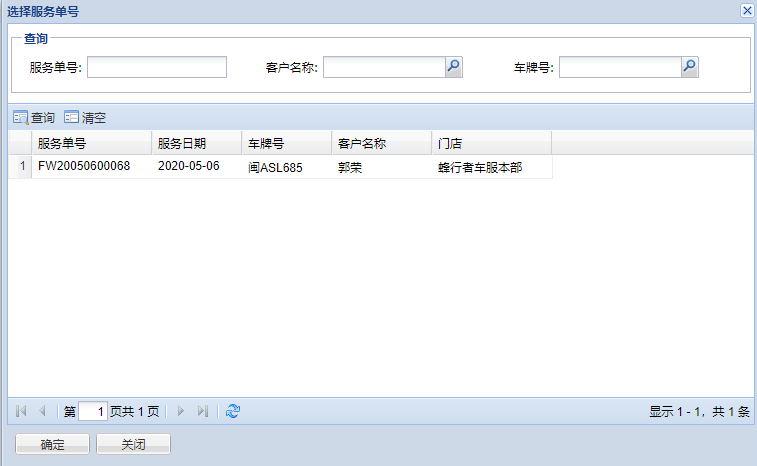 选择服务单号
查询
服务单号: 客户名称: 车牌号:
查询 清空
服务单号 服务日期 车牌号 客户名称 门店
1 FW20050600068 2020-05-06 闽ASL685 郭荣 蜂行者车服本部
第 1 页共 1 页 显示 1 - 1，共 1 条
确定 关闭